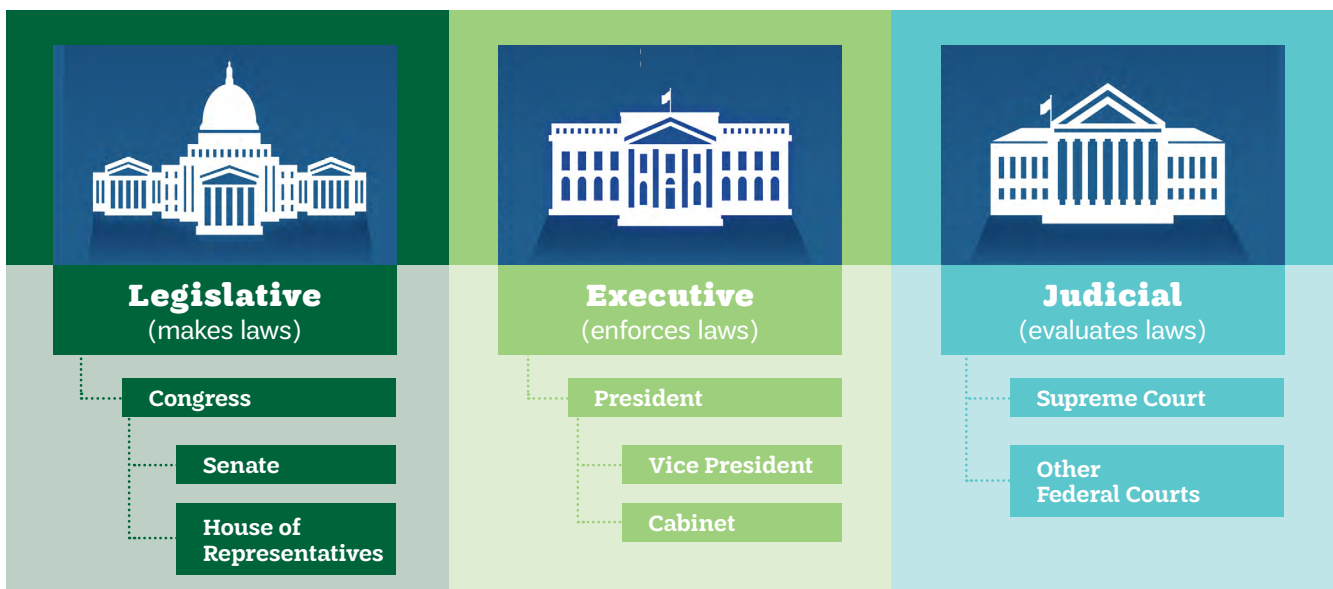 Legislative
(makes laws)
Congress
Senate
House of
Representatives
Executive
(enforces laws)
President
Vice President
Cabinet
Judicial
(evaluates laws)
Supreme Court
Other
Federal Courts